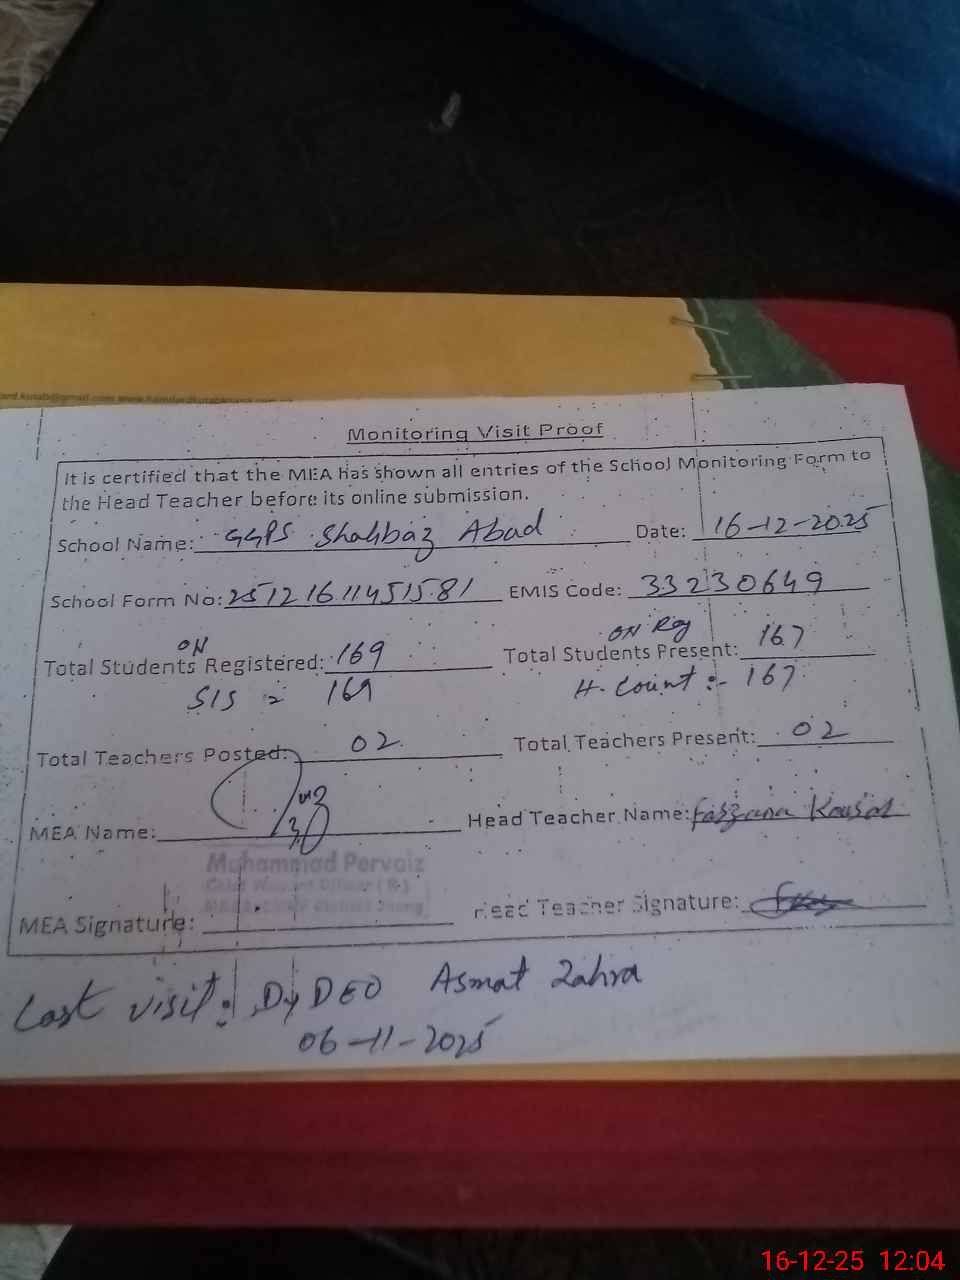 Monitoring Visit Proof
It is certified that the MEA has shown all entries of the School Monitoring Form to
the Head Teacher before its online submission.
School Name: GGPS Shahbaz Abad Date: 16-12-2025
School Form No: 25121611451581 EMIS Code: 33230649
ON ON Reg
Total Students Registered: 169 Total Students Present: 167
SIS = 169 H. Count :- 167
Total Teachers Posted: 02 Total Teachers Present: 02
MEA Name: Head Teacher Name: Farzana Kousar
Muhammad Pervaiz
MEA Signature: Head Teacher Signature:
Last visit: Dy DEO Asmat Zahra
06-11-2025
16-12-25 12:04